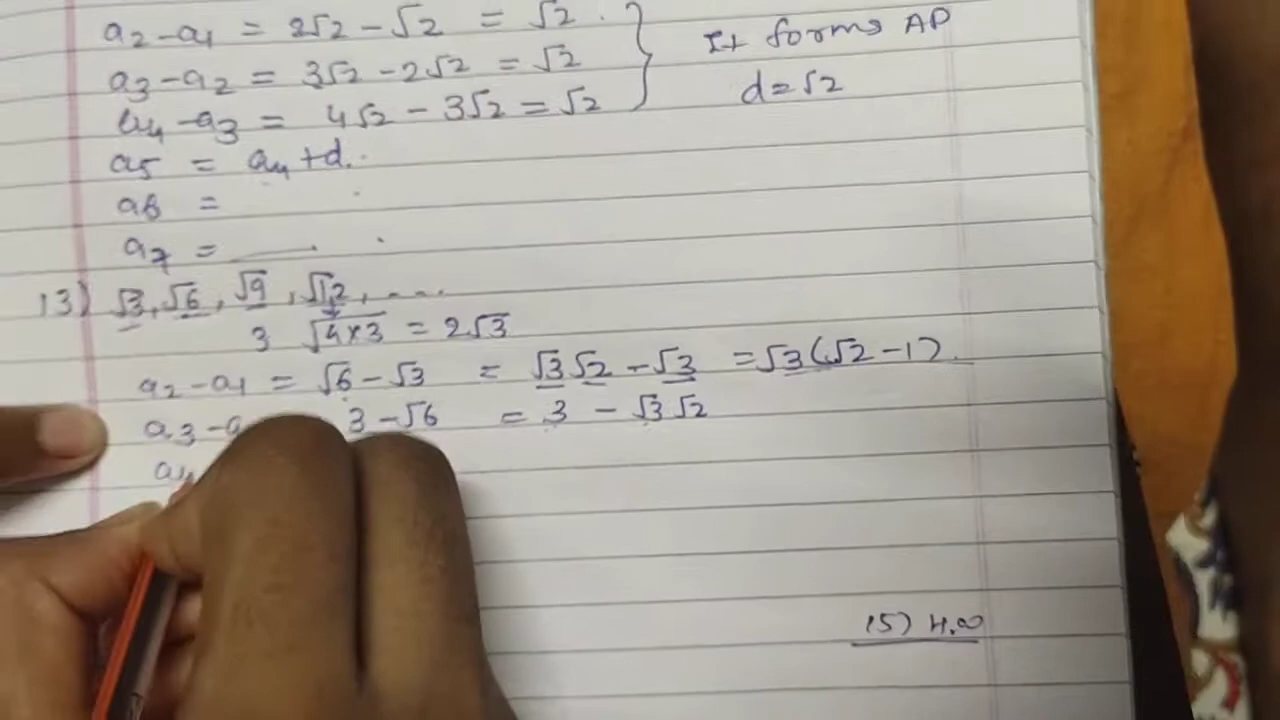 a2-a1 = 2√2 - √2 = √2.
a3-a2 = 3√2 - 2√2 = √2
a4-a3 = 4√2 - 3√2 = √2
} It forms AP
d = √2
a5 = a4+d.
a6 =
a7 =
13) √3, √6, √9, √12, ....
3 √4×3 = 2√3
a2-a1 = √6-√3 = √3√2 - √3 = √3(√2-1).
a3-a 3-√6 = 3 - √3√2
a4
15) 4.00